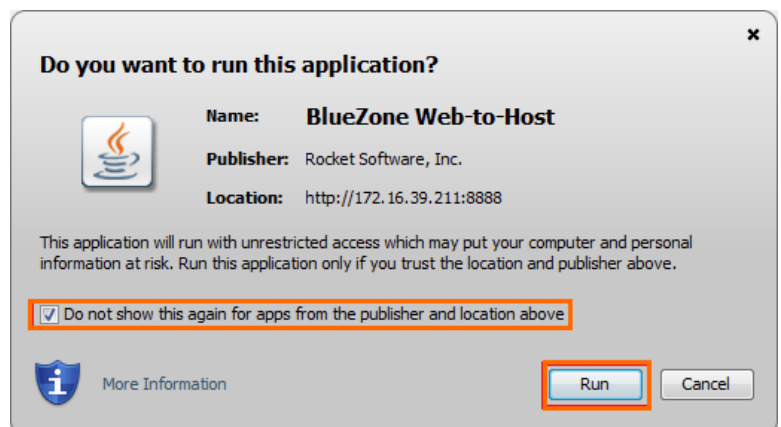 Do you want to run this application?
Name: BlueZone Web-to-Host
Publisher: Rocket Software, Inc.
Location: http://172.16.39.211:8888
This application will run with unrestricted access which may put your computer and personal
information at risk. Run this application only if you trust the location and publisher above.
Do not show this again for apps from the publisher and location above
More Information
Run Cancel